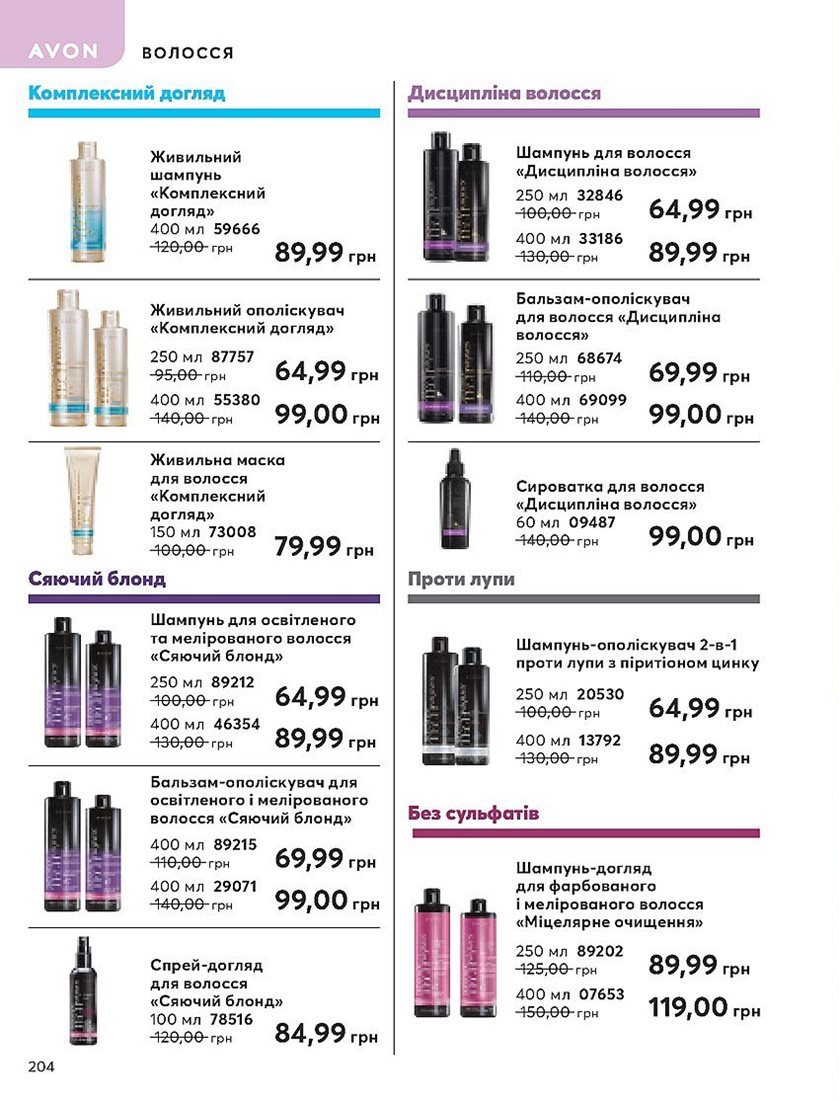 AVON
ВОЛОССЯ
Комплексний догляд
Живильний
шампунь
«Комплексний
догляд»
400 мл 59666
120,00 грн
89,99 грн
Живильний ополіскувач
«Комплексний догляд»
250 мл 87757
95,00 грн
64,99 грн
400 мл 55380
140,00 грн
99,00 грн
Живильна маска
для волосся
«Комплексний
догляд»
150 мл 73008
100,00 грн
79,99 грн
Сяючий блонд
Шампунь для освітленого
та мелірованого волосся
«Сяючий блонд»
250 мл 89212
100,00 грн
64,99 грн
400 мл 46354
130,00 грн
89,99 грн
Бальзам-ополіскувач для
освітленого і мелірованого
волосся «Сяючий блонд»
400 мл 89215
110,00 грн
69,99 грн
400 мл 29071
140,00 грн
99,00 грн
Спрей-догляд
для волосся
«Сяючий блонд»
100 мл 78516
120,00 грн
84,99 грн
Дисципліна волосся
Шампунь для волосся
«Дисципліна волосся»
250 мл 32846
100,00 грн
64,99 грн
400 мл 33186
130,00 грн
89,99 грн
Бальзам-ополіскувач
для волосся «Дисципліна
волосся»
250 мл 68674
110,00 грн
69,99 грн
400 мл 69099
140,00 грн
99,00 грн
Сироватка для волосся
«Дисципліна волосся»
60 мл 09487
140,00 грн
99,00 грн
Проти лупи
Шампунь-ополіскувач 2-в-1
проти лупи з піритіоном цинку
250 мл 20530
100,00 грн
64,99 грн
400 мл 13792
130,00 грн
89,99 грн
Без сульфатів
Шампунь-догляд
для фарбованого
і мелірованого волосся
«Міцелярне очищення»
250 мл 89202
125,00 грн
89,99 грн
400 мл 07653
150,00 грн
119,00 грн
204